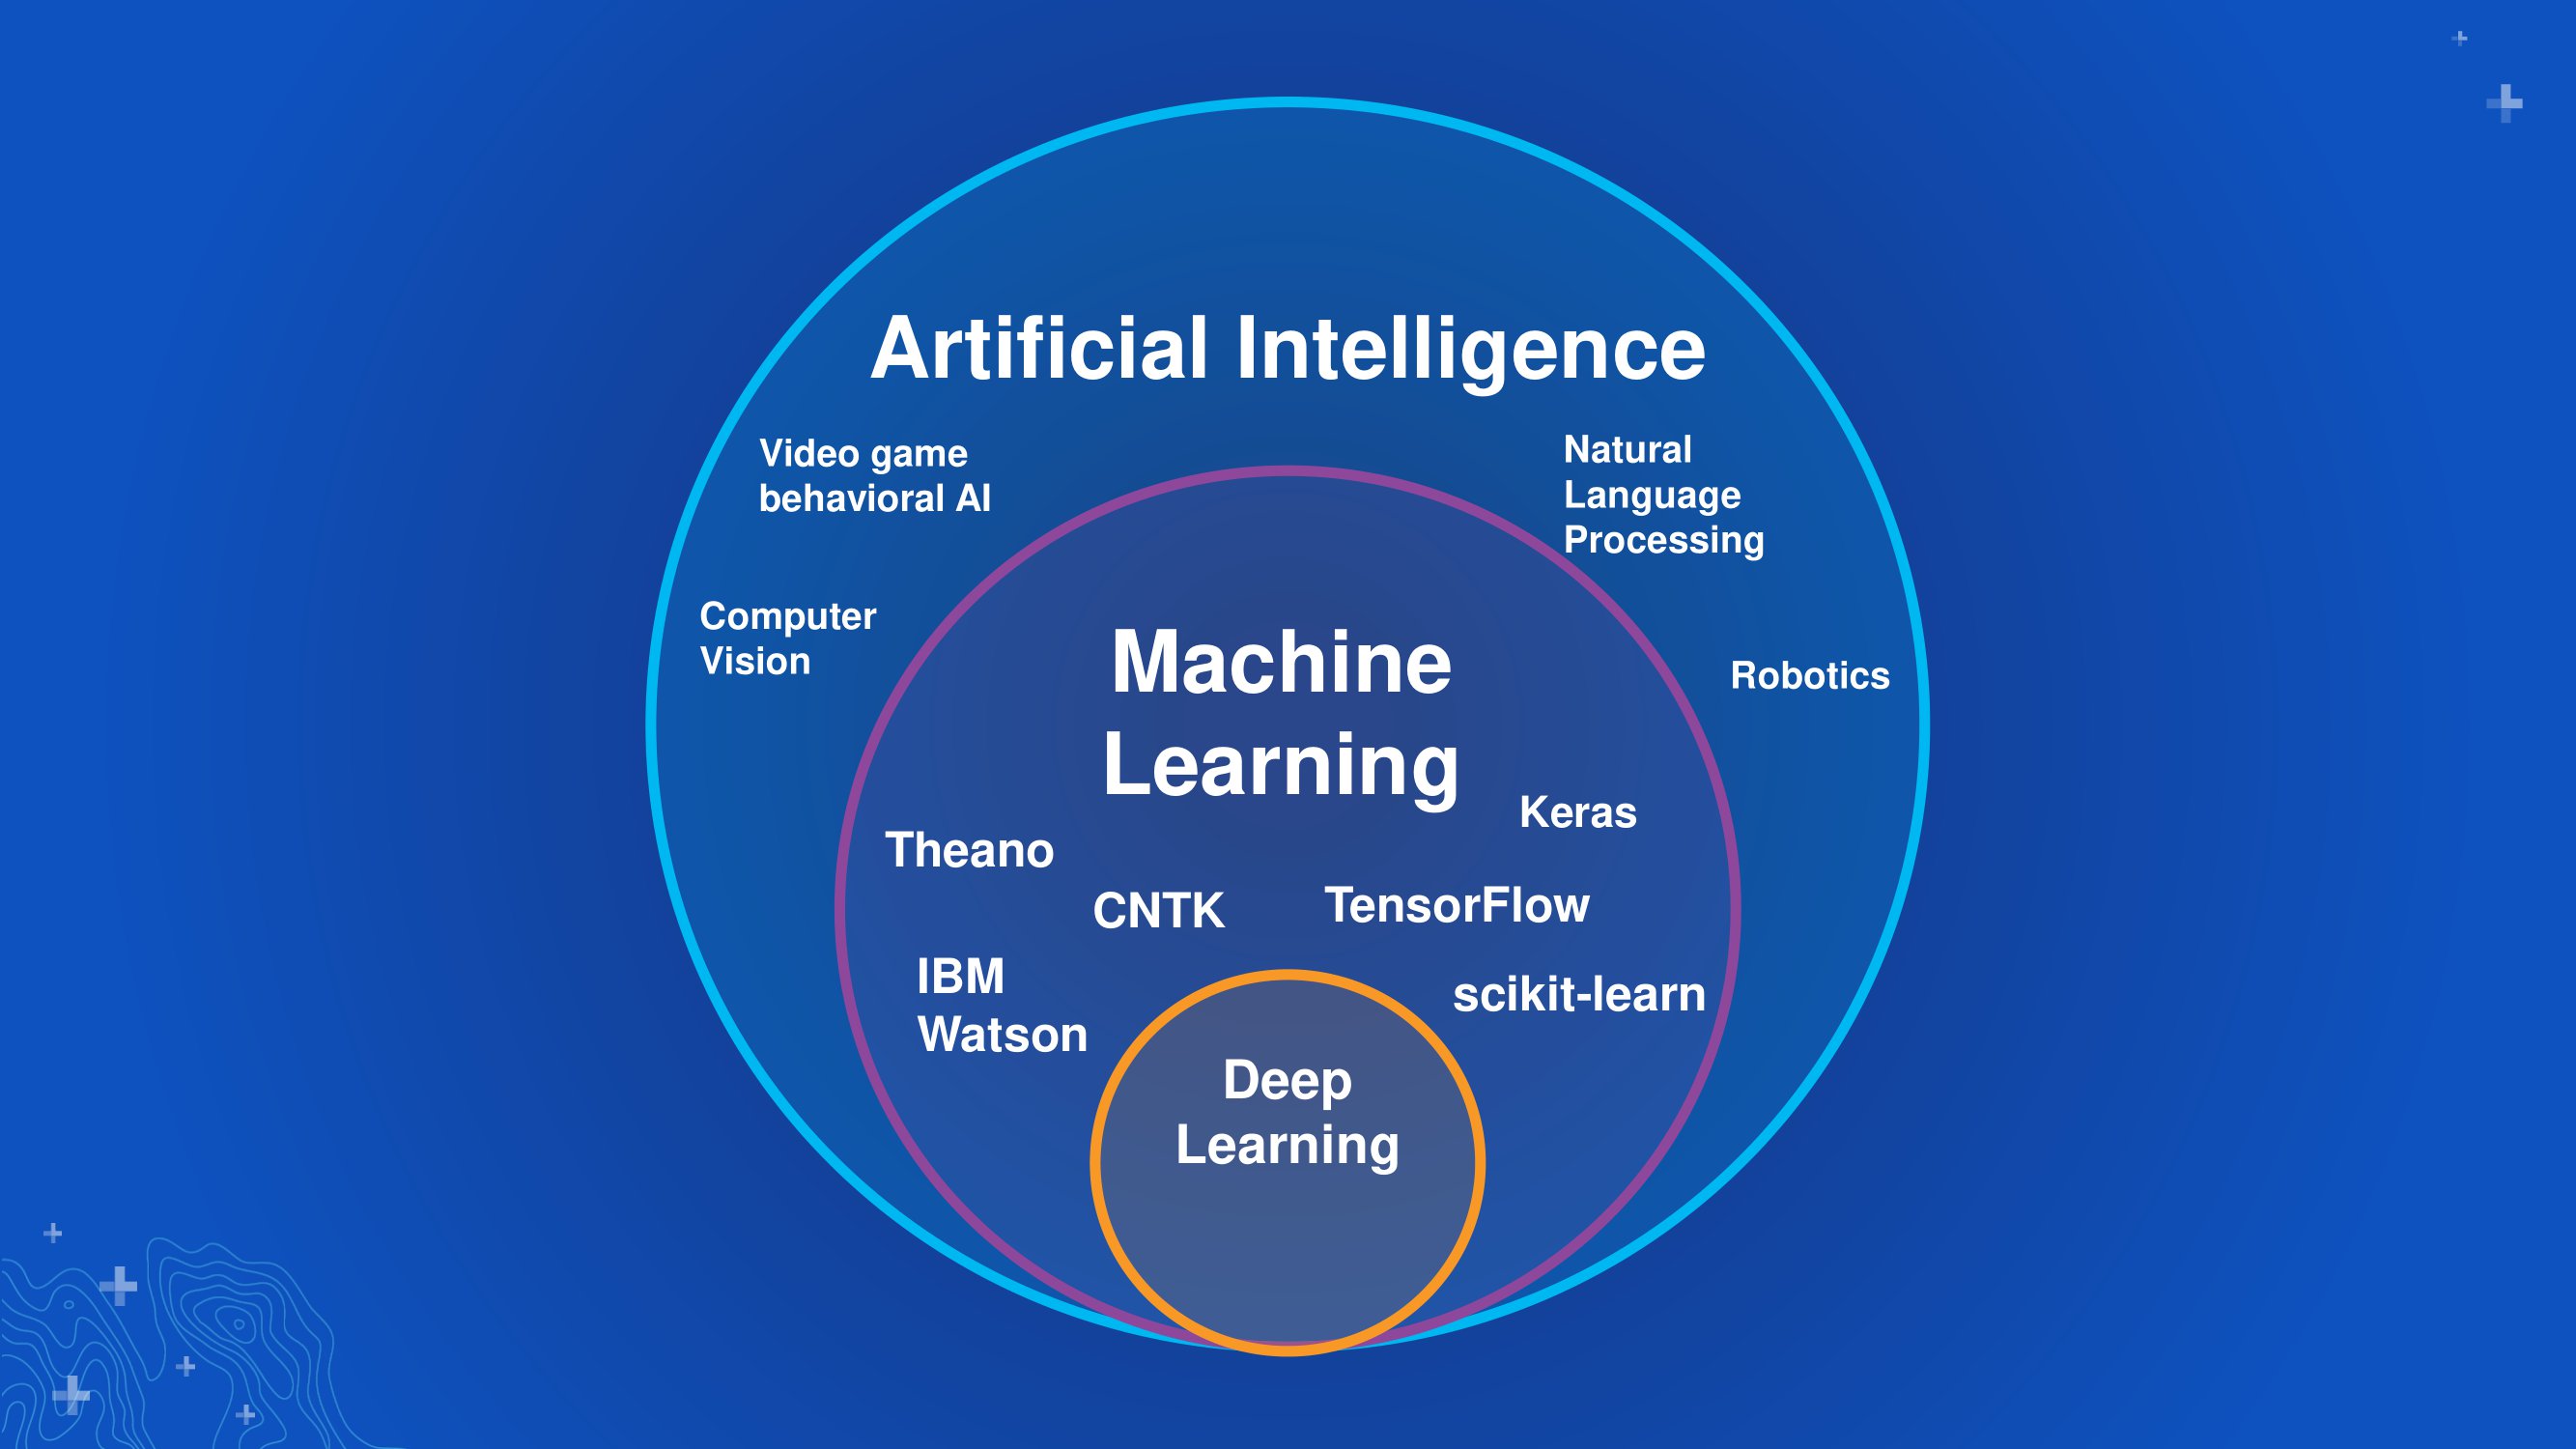 Artificial Intelligence
Video game
behavioral AI
Natural
Language
Processing
Computer
Vision
Robotics
Machine
Learning
Keras
Theano
CNTK
TensorFlow
IBM
Watson
scikit-learn
Deep
Learning